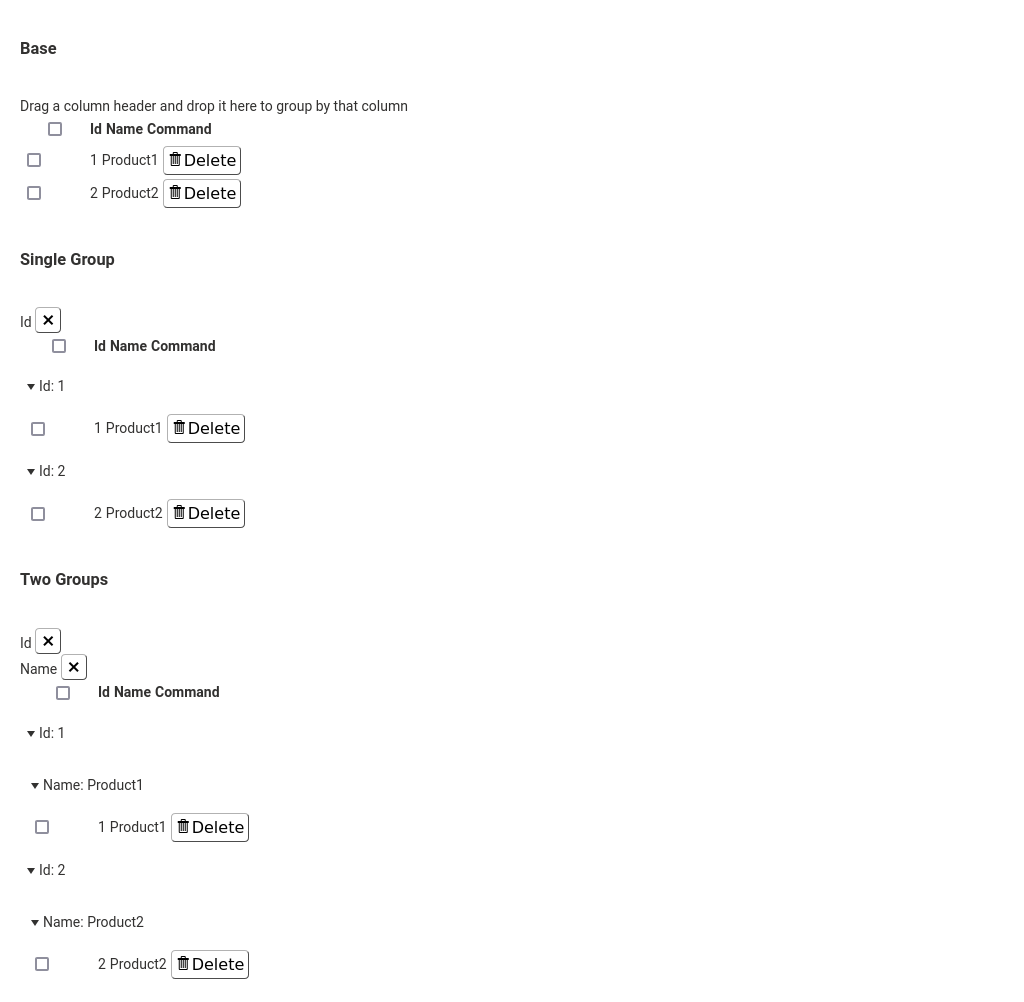 Base
Drag a column header and drop it here to group by that column
Id Name Command
1 Product1 Delete
2 Product2 Delete
Single Group
Id
Id Name Command
Id: 1
1 Product1 Delete
Id: 2
2 Product2 Delete
Two Groups
Id
Name
Id Name Command
Id: 1
Name: Product1
1 Product1 Delete
Id: 2
Name: Product2
2 Product2 Delete